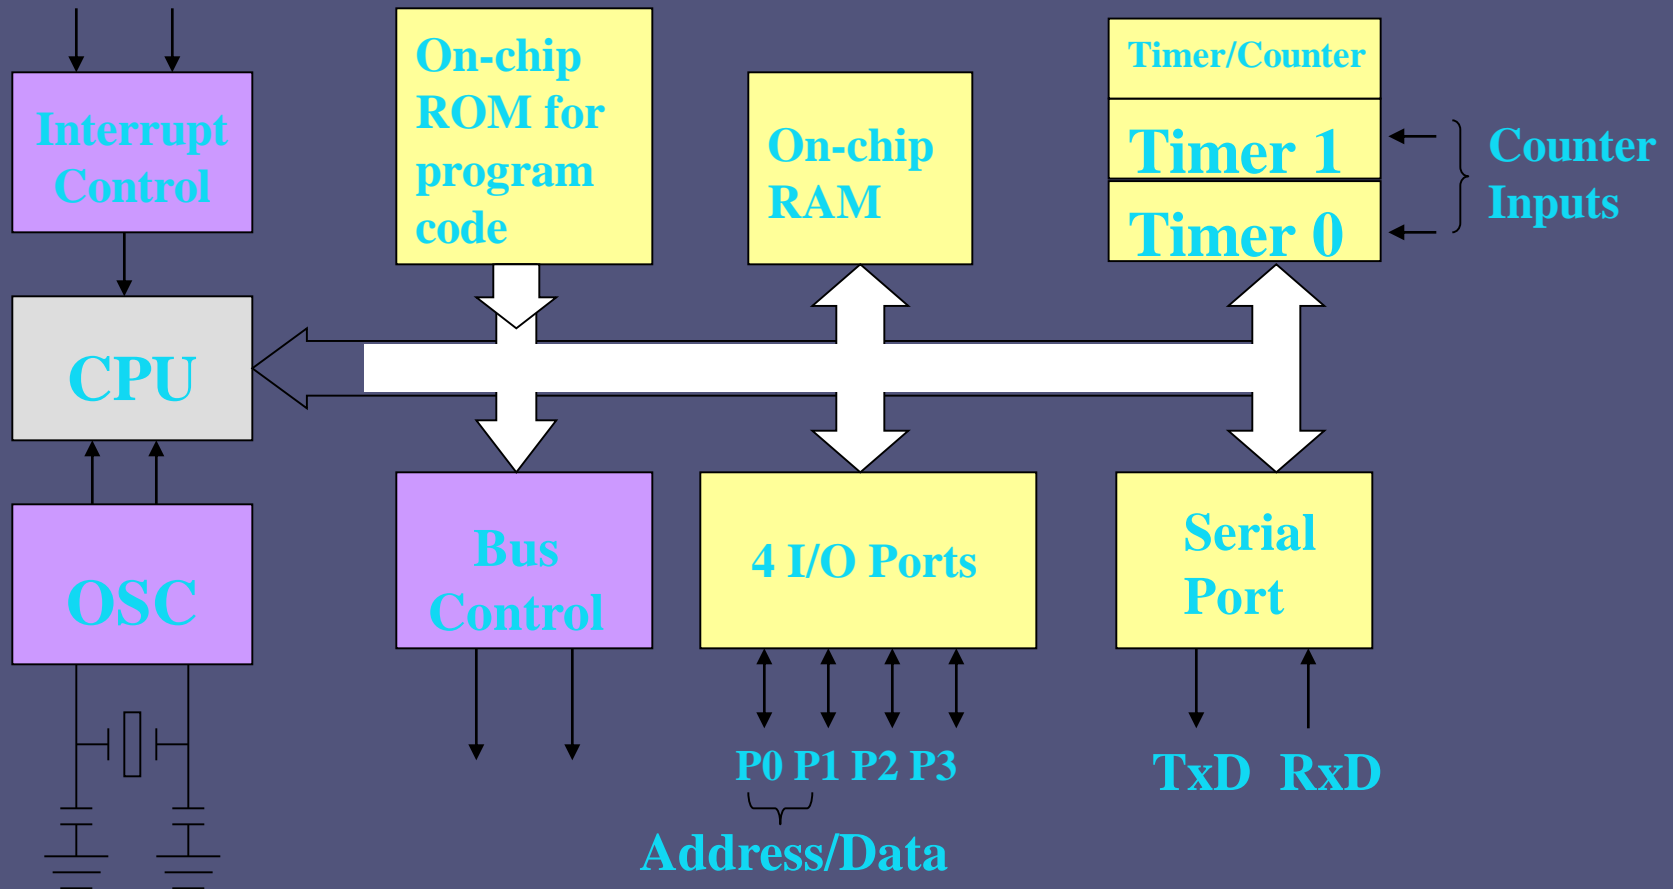 Interrupt
Control
On-chip
ROM for
program
code
On-chip
RAM
Timer/Counter
Timer 1
Timer 0
Counter
Inputs
CPU
OSC
Bus
Control
4 I/O Ports
Serial
Port
P0 P1 P2 P3
Address/Data
TxD RxD